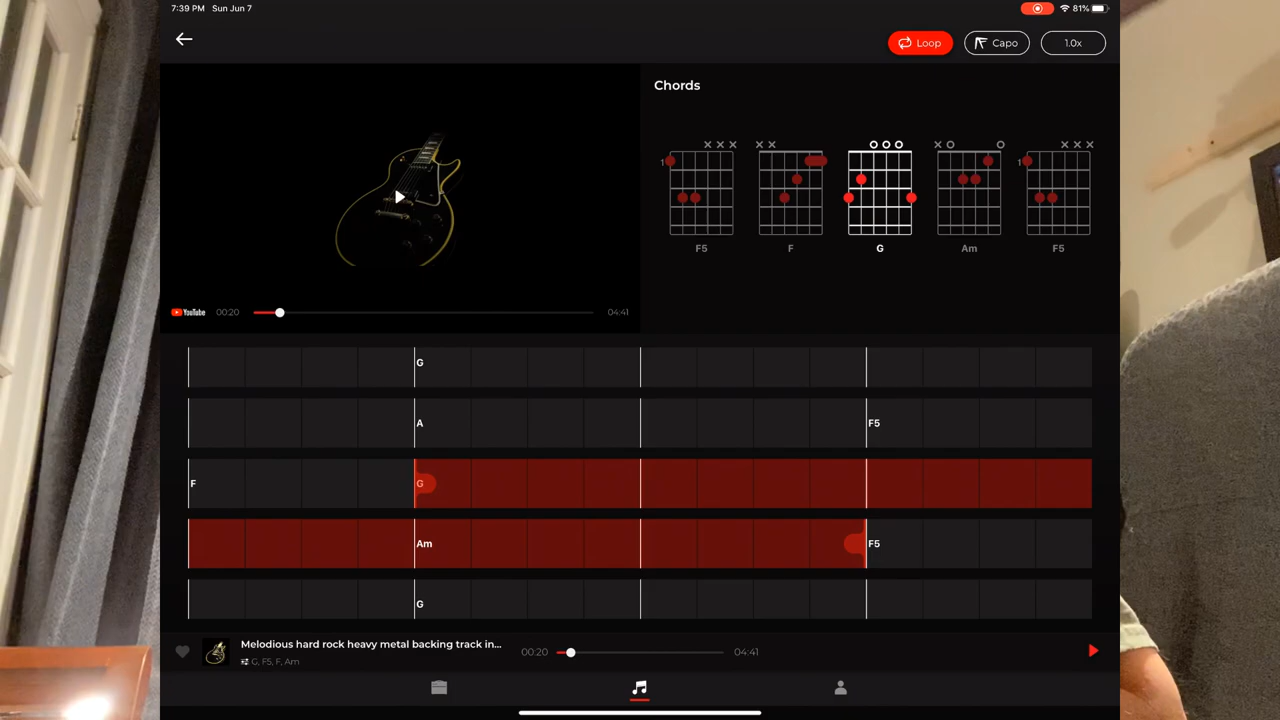 7:39 PM Sun Jun 7 81%
Loop Capo 1.0x
Chords
x x x x x o o o x o o x x x
1 1
F5 F G Am F5
YouTube 00:20 04:41
G
A F5
F G
Am F5
G
Melodious hard rock heavy metal backing track in...
00:20 04:41
G, F5, F, Am